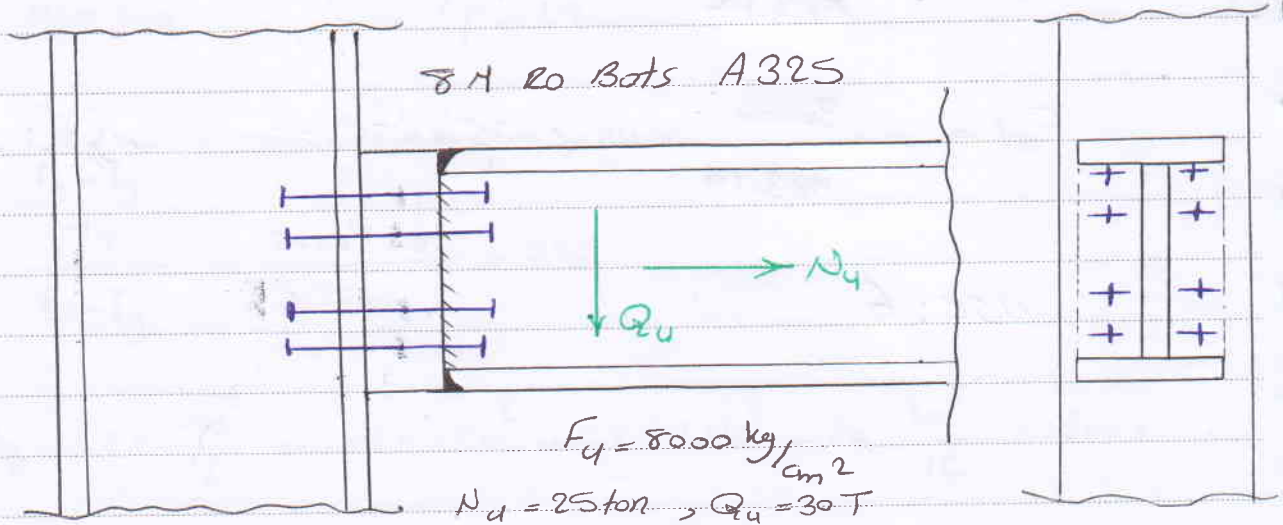 8 M 20 Bots A325
Nu
Qu
Fu = 8000 kg/cm2
Nu = 25 ton , Qu = 30 T